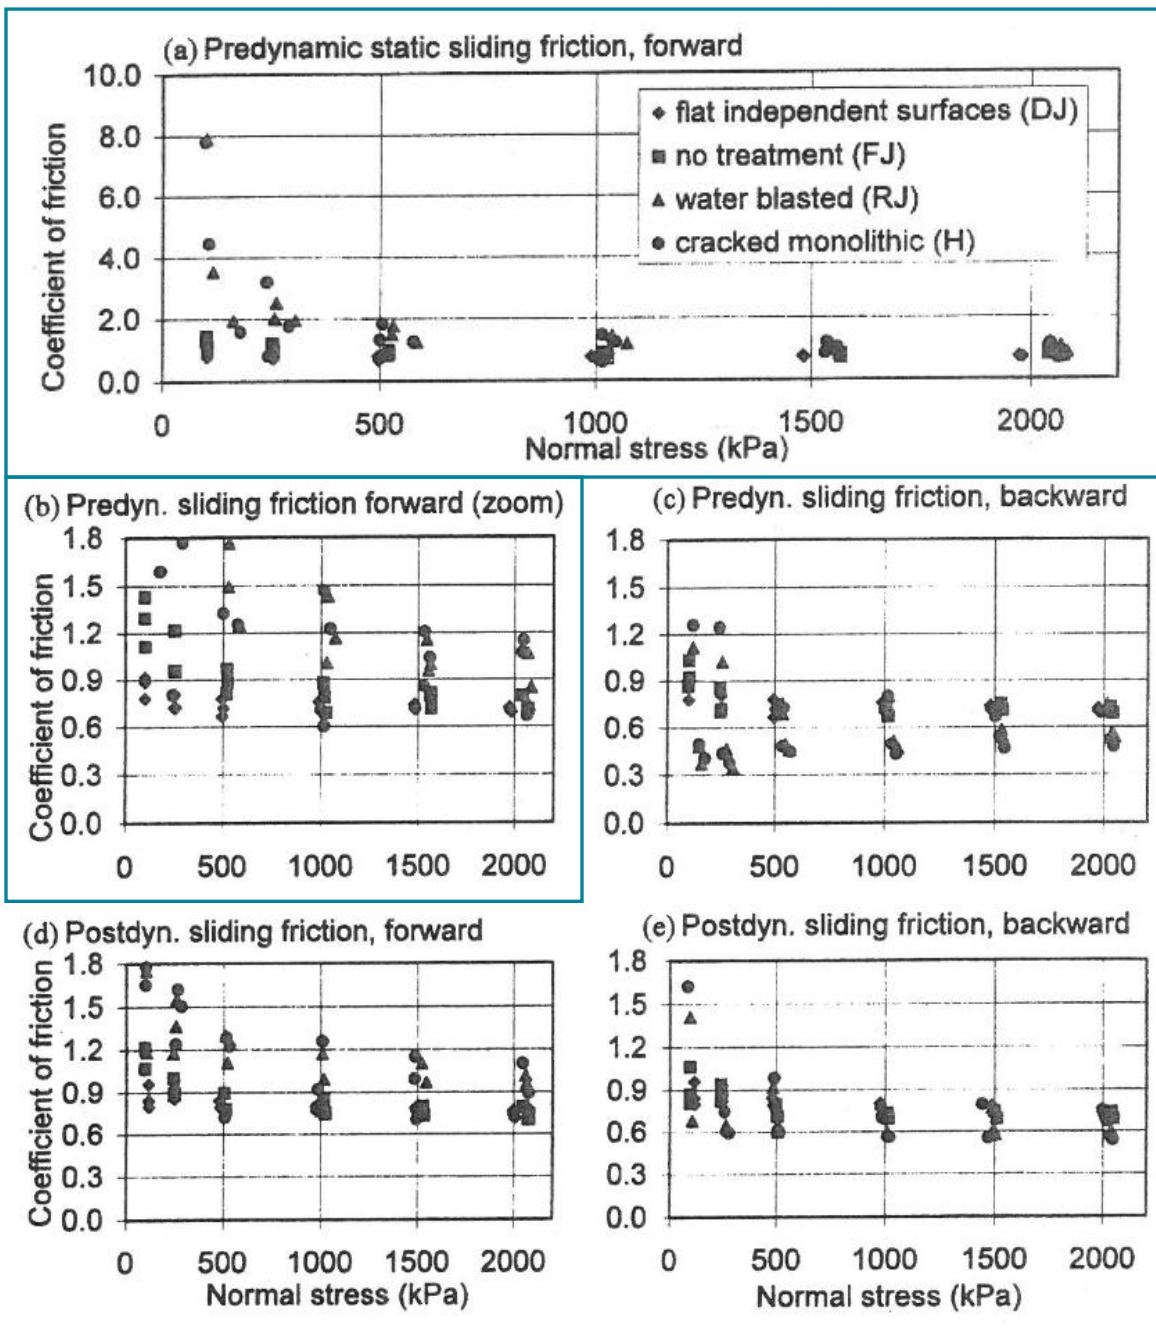 (a) Predynamic static sliding friction, forward
10.0
8.0
6.0
4.0
2.0
0.0
Coefficient of friction
◆ flat independent surfaces (DJ)
■ no treatment (FJ)
▲ water blasted (RJ)
● cracked monolithic (H)
0 500 1000 1500 2000
Normal stress (kPa)
(b) Predyn. sliding friction forward (zoom)
1.8
1.5
1.2
0.9
0.6
0.3
0.0
Coefficient of friction
0 500 1000 1500 2000
(c) Predyn. sliding friction, backward
1.8
1.5
1.2
0.9
0.6
0.3
0.0
0 500 1000 1500 2000
(d) Postdyn. sliding friction, forward
1.8
1.5
1.2
0.9
0.6
0.3
0.0
Coefficient of friction
0 500 1000 1500 2000
Normal stress (kPa)
(e) Postdyn. sliding friction, backward
1.8
1.5
1.2
0.9
0.6
0.3
0.0
0 500 1000 1500 2000
Normal stress (kPa)